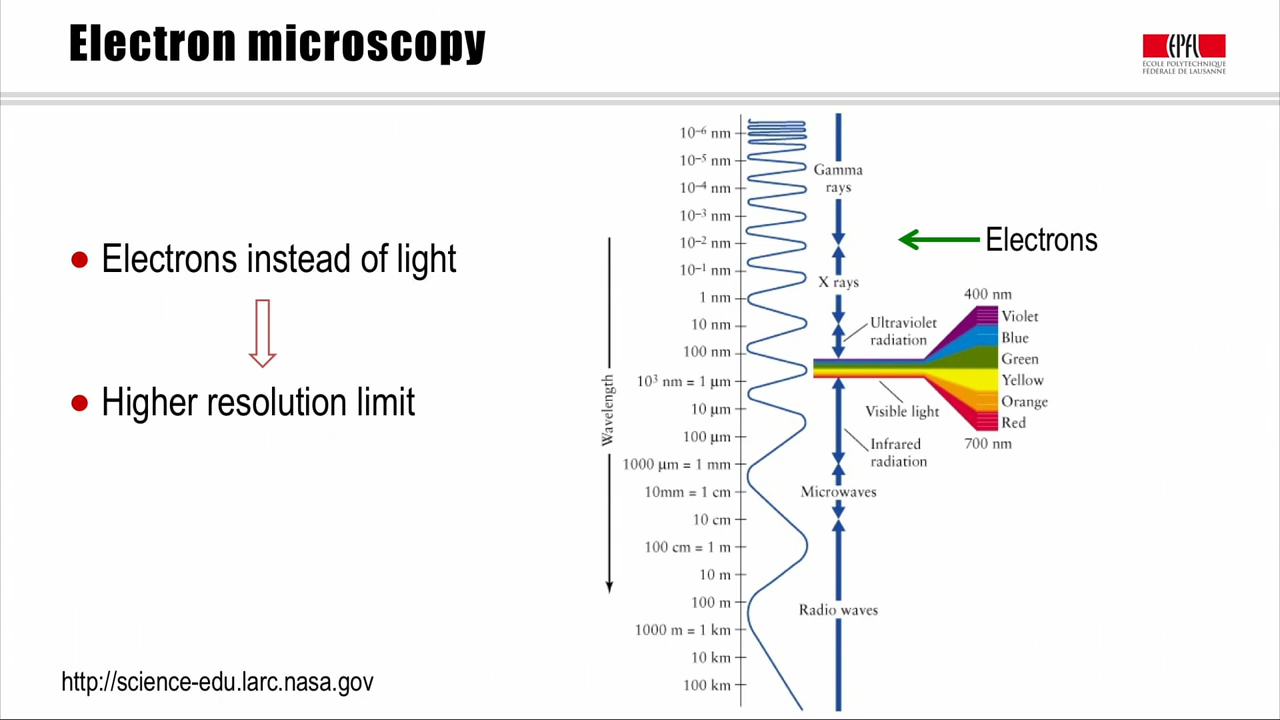 Electron microscopy
EPFL
ÉCOLE POLYTECHNIQUE
FÉDÉRALE DE LAUSANNE
• Electrons instead of light
• Higher resolution limit
http://science-edu.larc.nasa.gov
Wavelength
10⁻⁶ nm
10⁻⁵ nm
10⁻⁴ nm
10⁻³ nm
10⁻² nm
10⁻¹ nm
1 nm
10 nm
100 nm
10³ nm = 1 µm
10 µm
100 µm
1000 µm = 1 mm
10mm = 1 cm
10 cm
100 cm = 1 m
10 m
100 m
1000 m = 1 km
10 km
100 km
Gamma
rays
X rays
Ultraviolet
radiation
Visible light
Infrared
radiation
Microwaves
Radio waves
Electrons
400 nm
Violet
Blue
Green
Yellow
Orange
Red
700 nm